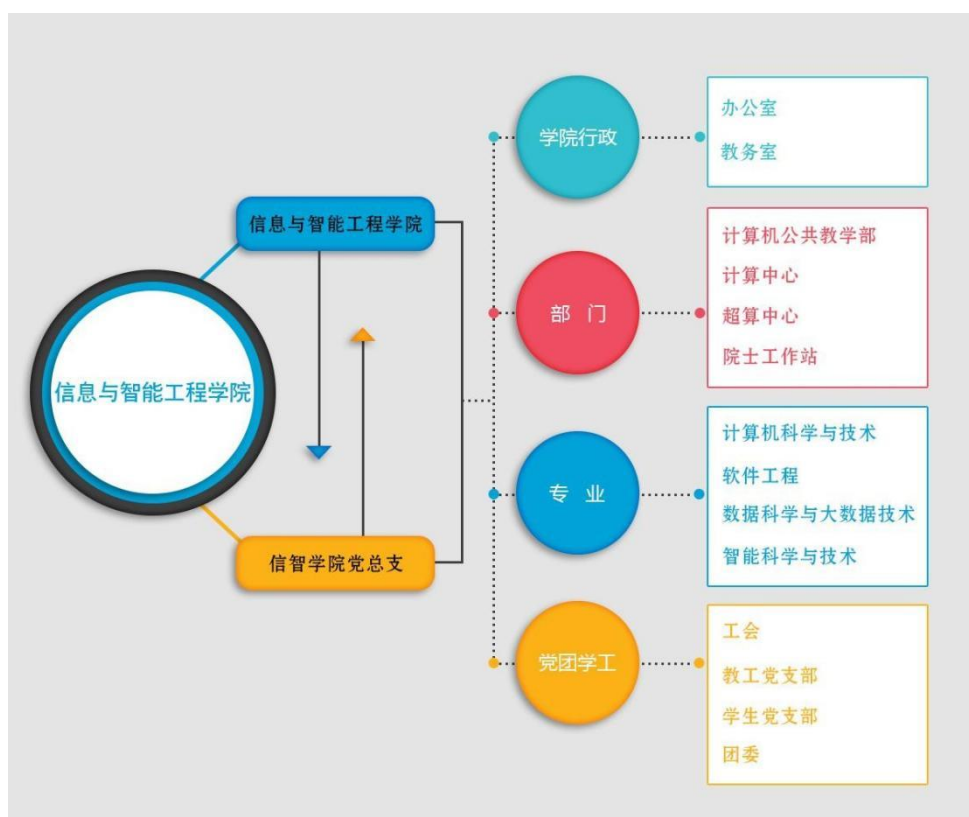 信息与智能工程学院
信息与智能工程学院
信智学院党总支
学院行政
办公室
教务室
部 门
计算机公共教学部
计算中心
超算中心
院士工作站
专 业
计算机科学与技术
软件工程
数据科学与大数据技术
智能科学与技术
党团学工
工会
教工党支部
学生党支部
团委